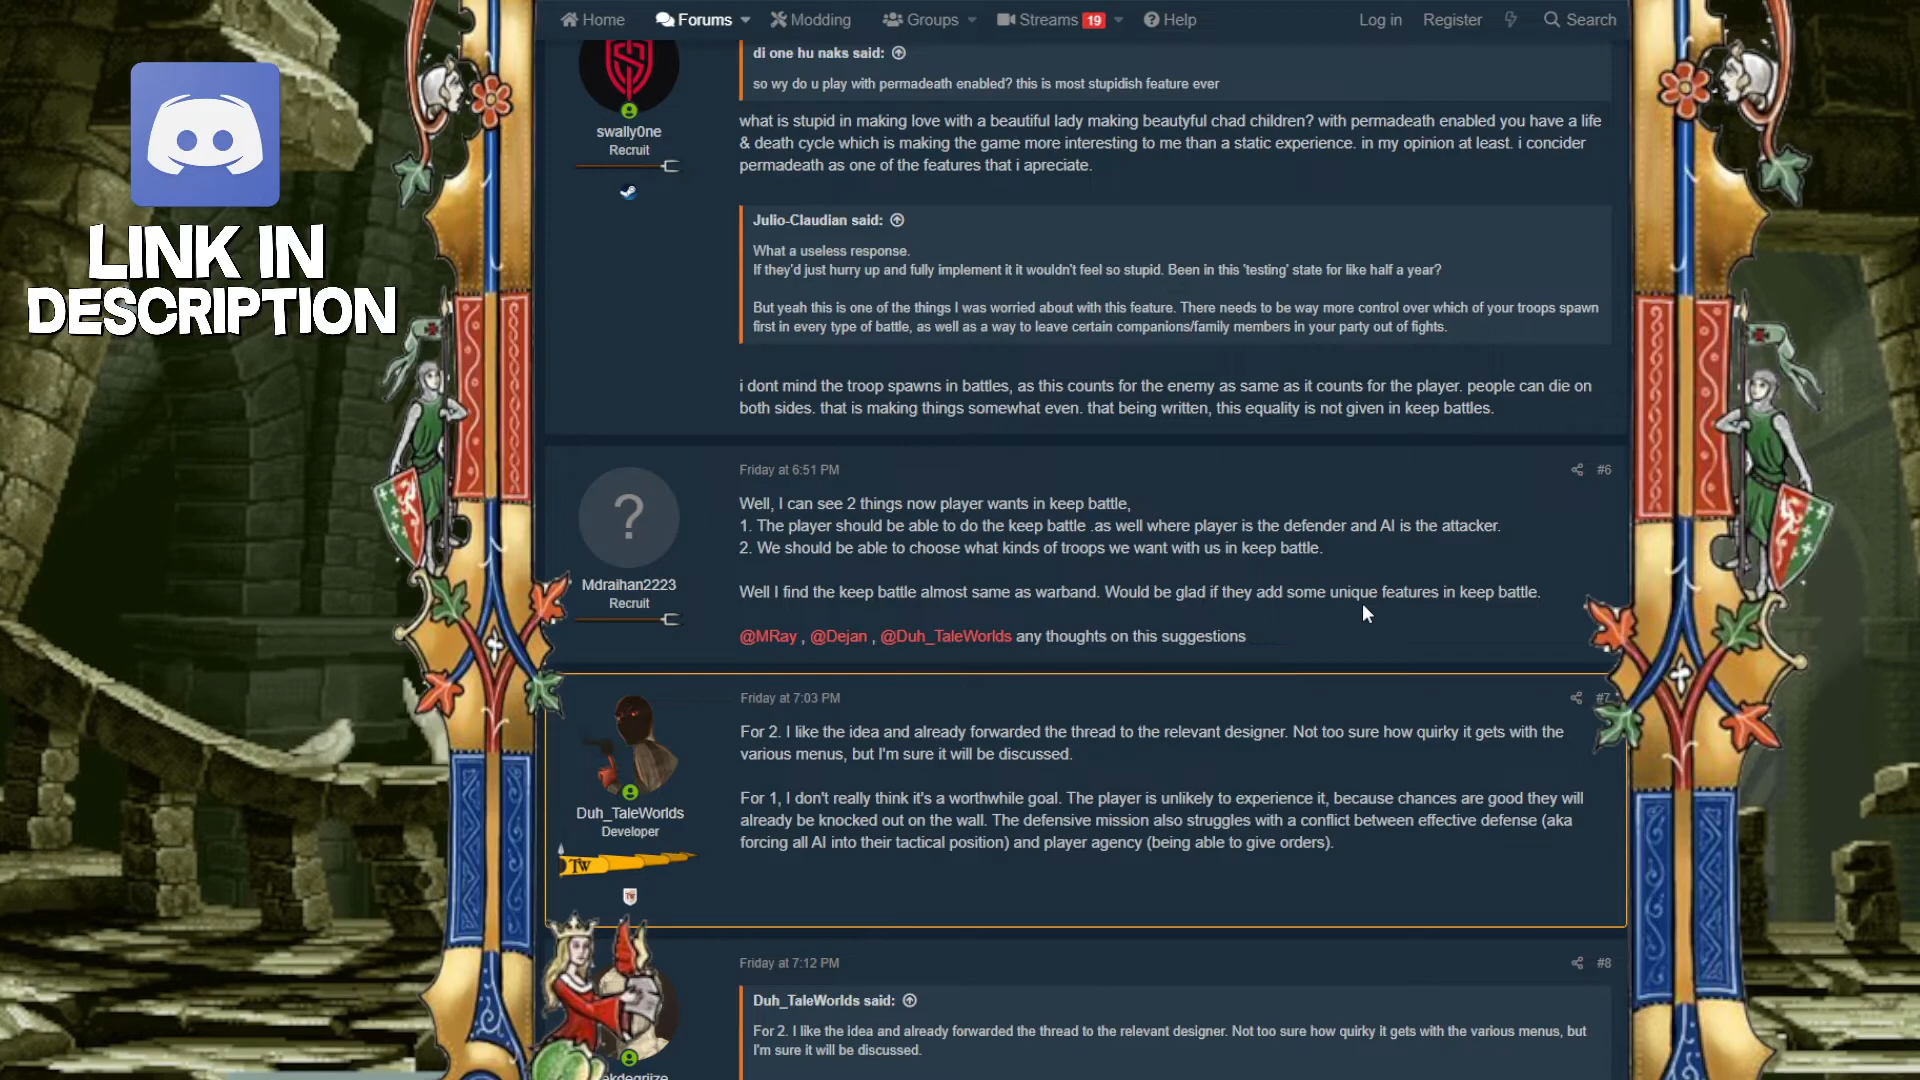 Home
Forums
Modding
Groups
Streams 19
Help
Log in
Register
Search
LINK IN
DESCRIPTION
swally0ne
Recruit
di one hu naks said:
so wy do u play with permadeath enabled? this is most stupidish feature ever
what is stupid in making love with a beautiful lady making beautyful chad children? with permadeath enabled you have a life
& death cycle which is making the game more interesting to me than a static experience. in my opinion at least. i concider
permadeath as one of the features that i apreciate.
Julio-Claudian said:
What a useless response.
If they'd just hurry up and fully implement it it wouldn't feel so stupid. Been in this 'testing' state for like half a year?
But yeah this is one of the things I was worried about with this feature. There needs to be way more control over which of your troops spawn
first in every type of battle, as well as a way to leave certain companions/family members in your party out of fights.
i dont mind the troop spawns in battles, as this counts for the enemy as same as it counts for the player. people can die on
both sides. that is making things somewhat even. that being written, this equality is not given in keep battles.
Mdraihan2223
Recruit
Friday at 6:51 PM
#6
Well, I can see 2 things now player wants in keep battle,
1. The player should be able to do the keep battle .as well where player is the defender and AI is the attacker.
2. We should be able to choose what kinds of troops we want with us in keep battle.
Well I find the keep battle almost same as warband. Would be glad if they add some unique features in keep battle.
@MRay , @Dejan , @Duh_TaleWorlds any thoughts on this suggestions
Duh_TaleWorlds
Developer
TW
Friday at 7:03 PM
#7
For 2. I like the idea and already forwarded the thread to the relevant designer. Not too sure how quirky it gets with the
various menus, but I'm sure it will be discussed.
For 1, I don't really think it's a worthwhile goal. The player is unlikely to experience it, because chances are good they will
already be knocked out on the wall. The defensive mission also struggles with a conflict between effective defense (aka
forcing all AI into their tactical position) and player agency (being able to give orders).
Friday at 7:12 PM
#8
Duh_TaleWorlds said:
For 2. I like the idea and already forwarded the thread to the relevant designer. Not too sure how quirky it gets with the various menus, but
I'm sure it will be discussed.